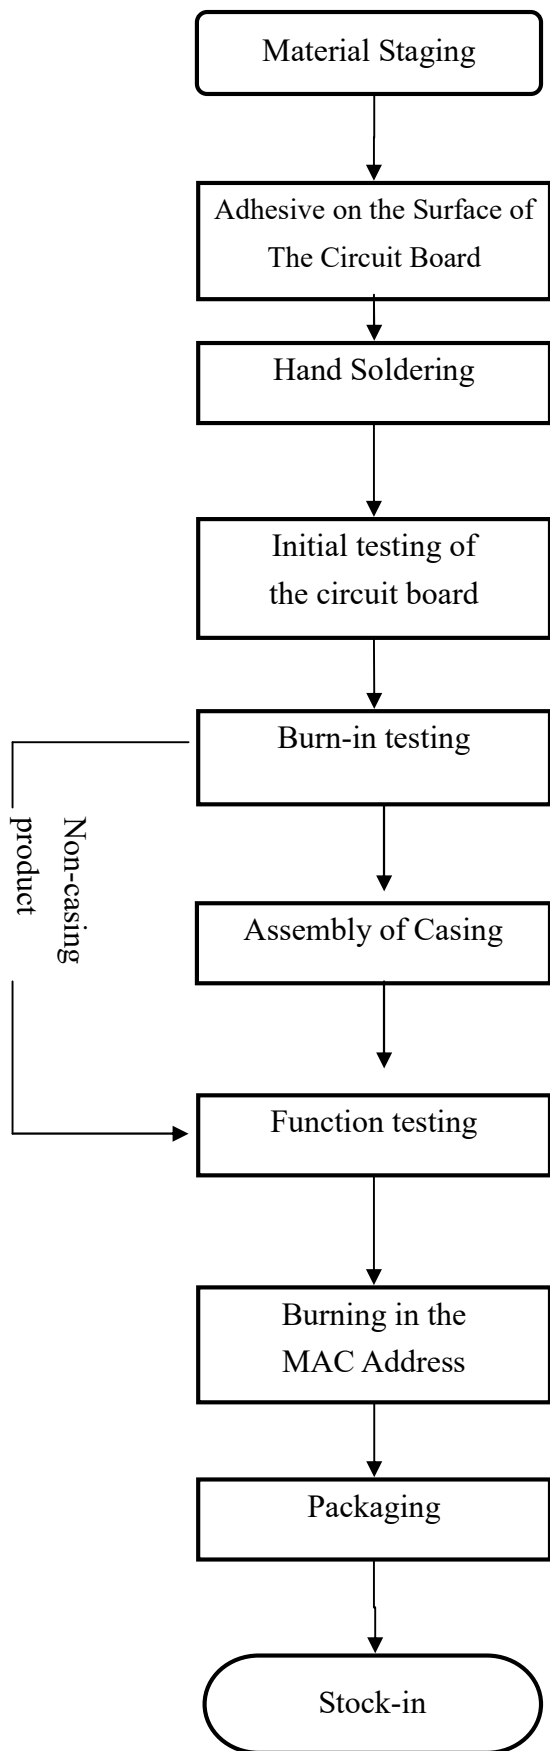 Material Staging
Adhesive on the Surface of
The Circuit Board
Hand Soldering
Initial testing of
the circuit board
Burn-in testing
Non-casing
product
Assembly of Casing
Function testing
Burning in the
MAC Address
Packaging
Stock-in